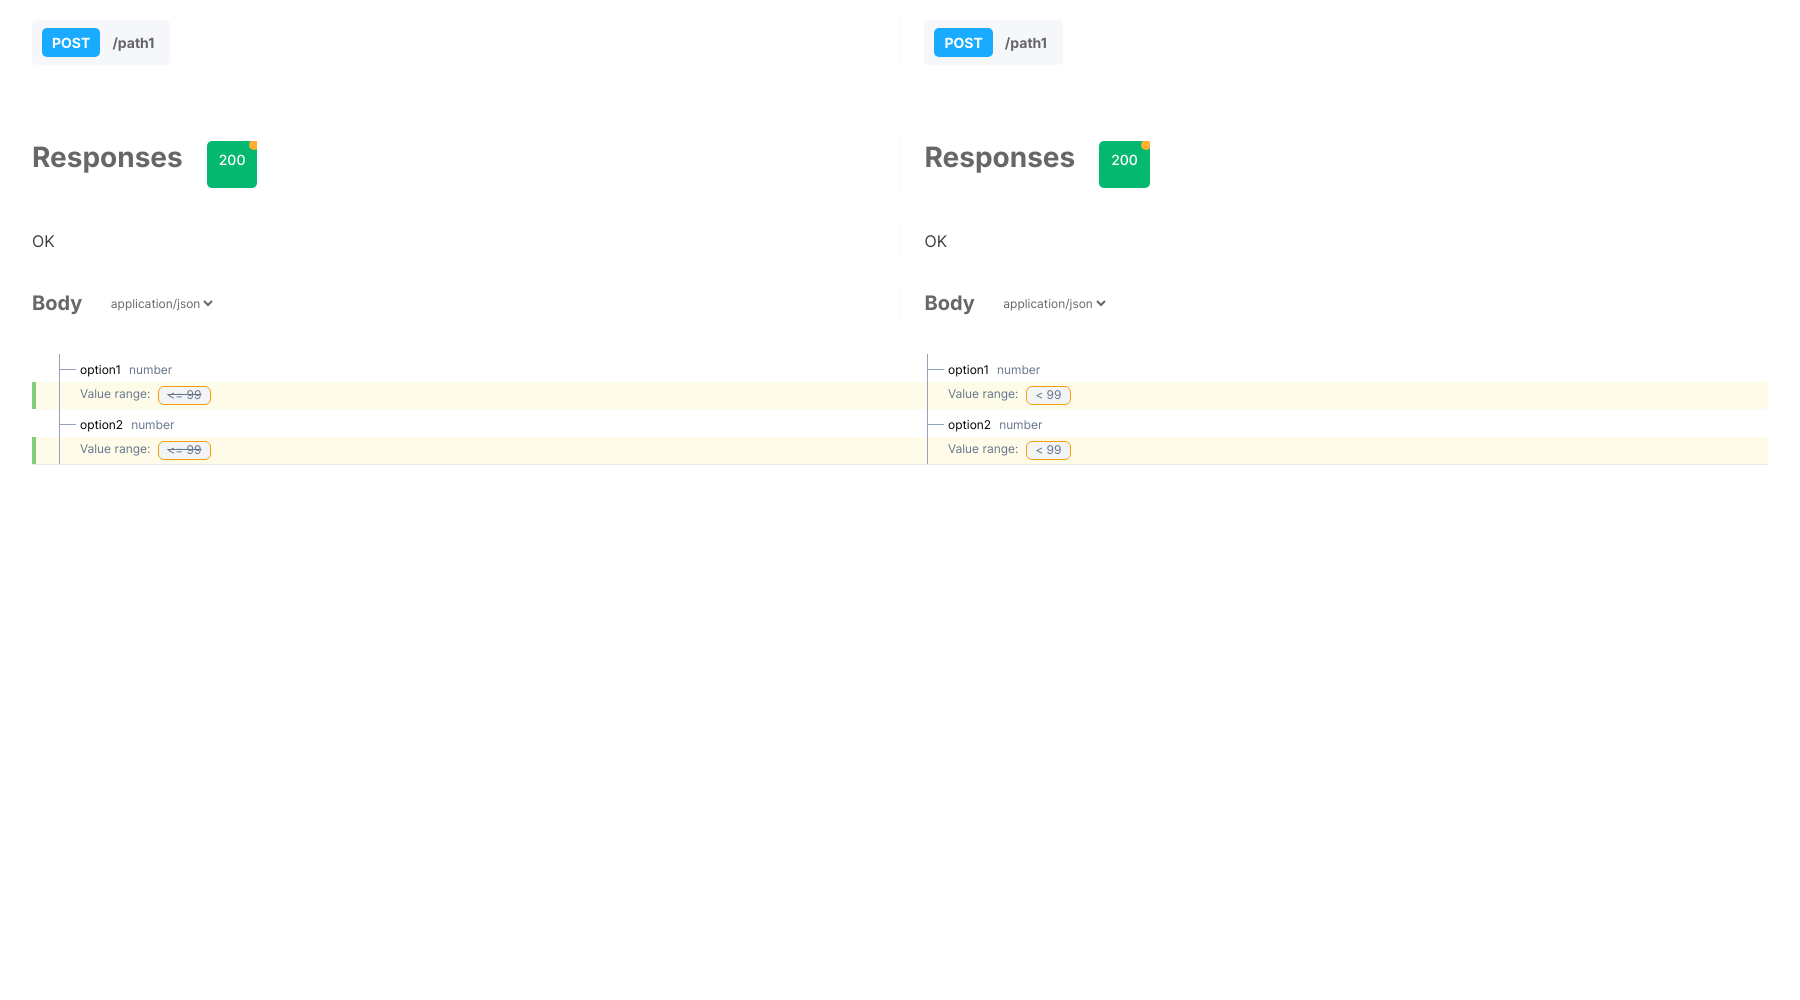 POST /path1 POST /path1
Responses 200 Responses 200
OK OK
Body application/json Body application/json
option1 number option1 number
Value range: <= 99 Value range: < 99
option2 number option2 number
Value range: <= 99 Value range: < 99